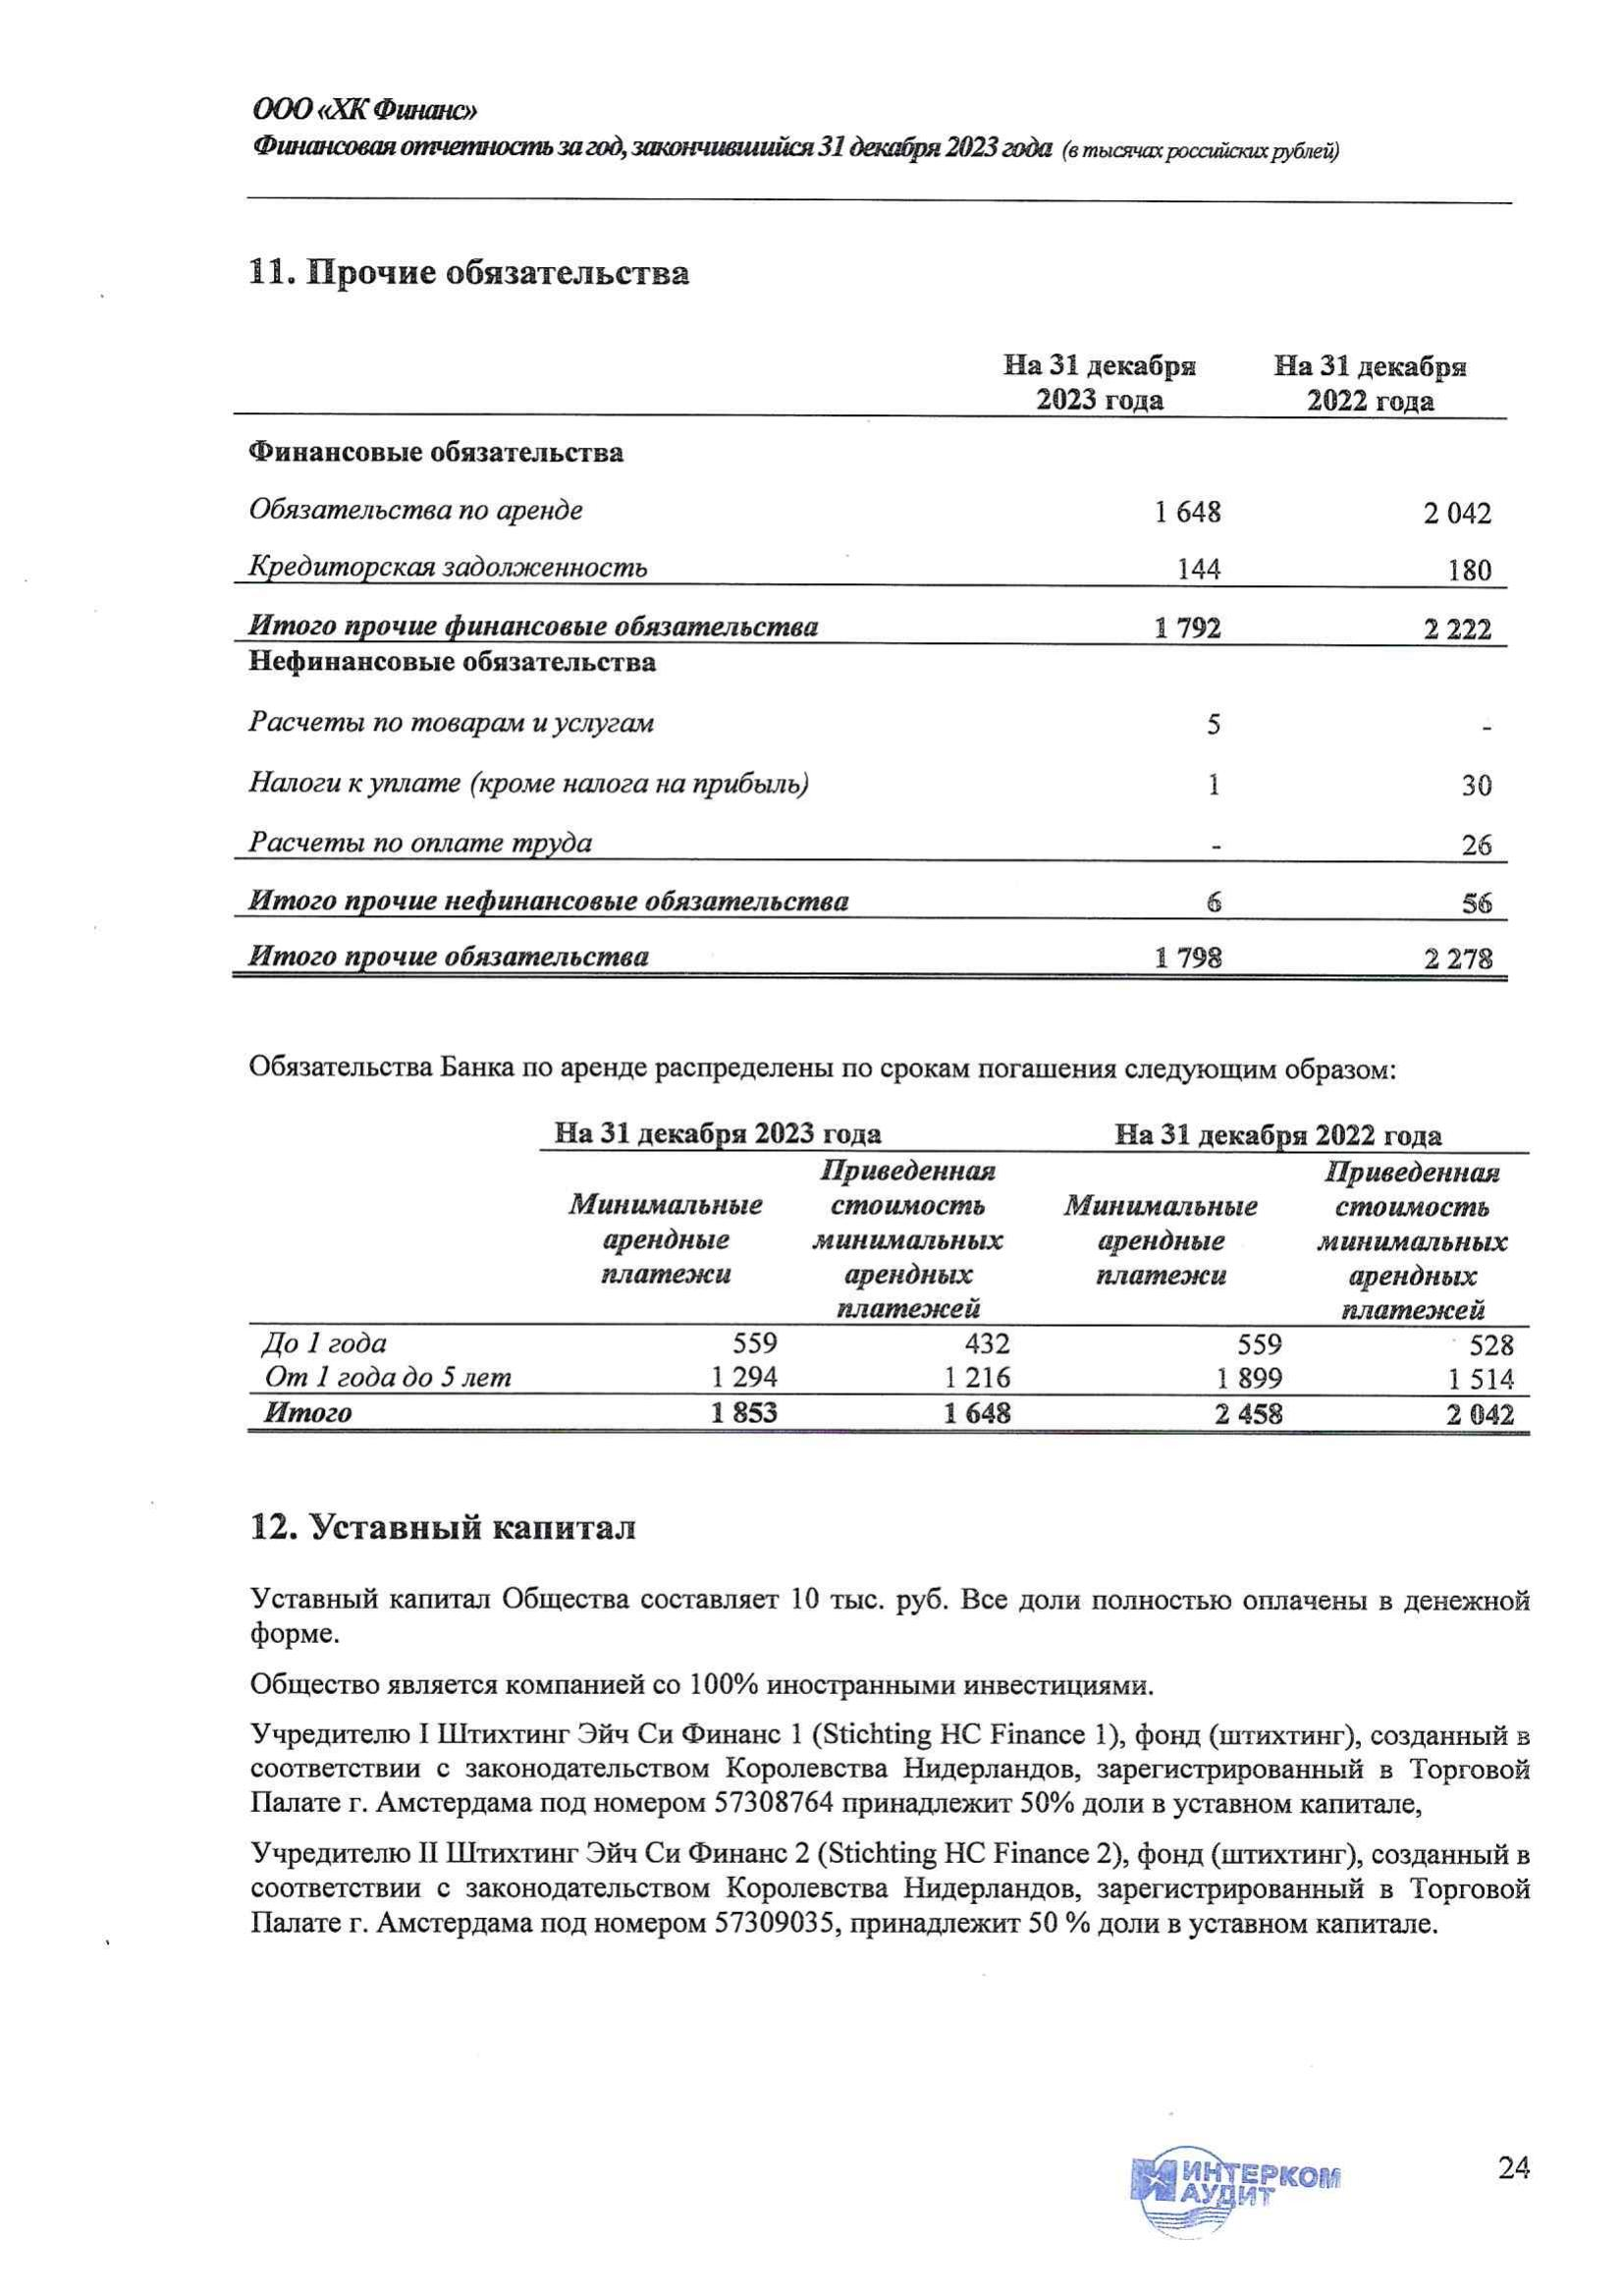 ООО «ХК Финанс»
Финансовая отчетность за год, закончившийся 31 декабря 2023 года (в тысячах российских рублей)
11. Прочие обязательства
На 31 декабря 2023 года На 31 декабря 2022 года
Финансовые обязательства
Обязательства по аренде 1 648 2 042
Кредиторская задолженность 144 180
Итого прочие финансовые обязательства 1 792 2 222
Нефинансовые обязательства
Расчеты по товарам и услугам 5 -
Налоги к уплате (кроме налога на прибыль) 1 30
Расчеты по оплате труда - 26
Итого прочие нефинансовые обязательства 6 56
Итого прочие обязательства 1 798 2 278
Обязательства Банка по аренде распределены по срокам погашения следующим образом:
На 31 декабря 2023 года На 31 декабря 2022 года
Минимальные арендные платежи Приведенная стоимость минимальных арендных платежей Минимальные арендные платежи Приведенная стоимость минимальных арендных платежей
До 1 года 559 432 559 528
От 1 года до 5 лет 1 294 1 216 1 899 1 514
Итого 1 853 1 648 2 458 2 042
12. Уставный капитал
Уставный капитал Общества составляет 10 тыс. руб. Все доли полностью оплачены в денежной
форме.
Общество является компанией со 100% иностранными инвестициями.
Учредителю I Штихтинг Эйч Си Финанс 1 (Stichting HC Finance 1), фонд (штихтинг), созданный в
соответствии с законодательством Королевства Нидерландов, зарегистрированный в Торговой
Палате г. Амстердама под номером 57308764 принадлежит 50% доли в уставном капитале,
Учредителю II Штихтинг Эйч Си Финанс 2 (Stichting HC Finance 2), фонд (штихтинг), созданный в
соответствии с законодательством Королевства Нидерландов, зарегистрированный в Торговой
Палате г. Амстердама под номером 57309035, принадлежит 50 % доли в уставном капитале.
ИНТЕРКОМ
АУДИТ
24